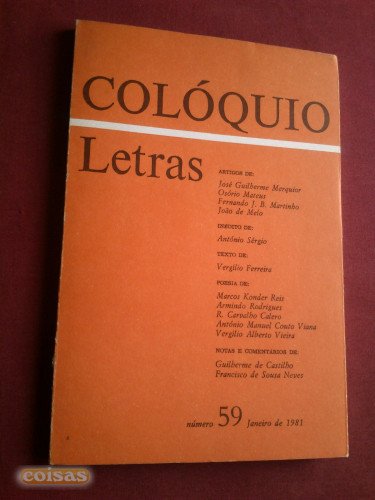 COLÓQUIO
Letras
ARTIGOS DE:
José Guilherme Merquior
Osório Mateus
Fernando J. B. Martinho
João de Melo
INÉDITO DE:
António Sérgio
TEXTO DE:
Vergílio Ferreira
POESIA DE:
Marcos Konder Reis
Armindo Rodrigues
R. Carvalho Calero
António Manuel Couto Viana
Vergílio Alberto Vieira
NOTAS E COMENTÁRIOS DE:
Guilherme de Castilho
Francisco de Sousa Neves
número 59 Janeiro de 1981
coisas